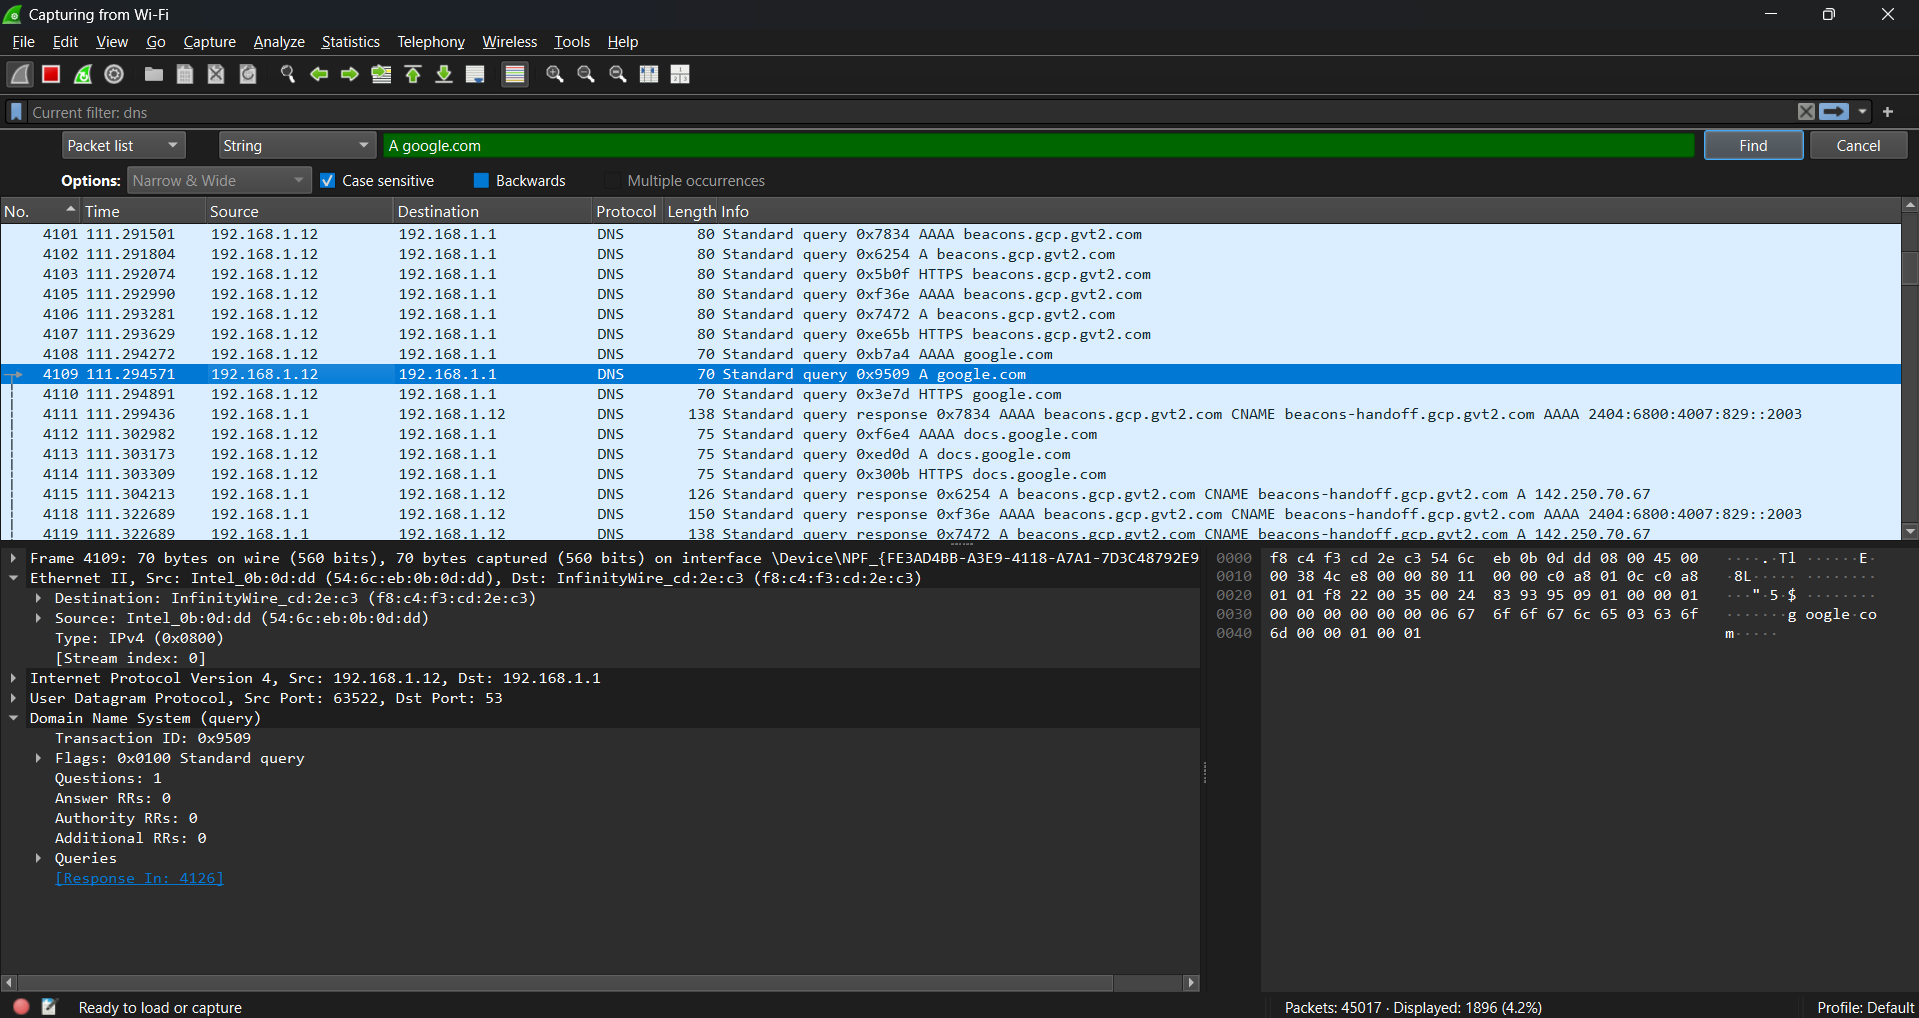 Capturing from Wi-Fi
File Edit View Go Capture Analyze Statistics Telephony Wireless Tools Help
Current filter: dns
Packet list String A google.com Find Cancel
Options: Narrow & Wide Case sensitive Backwards Multiple occurrences
No. Time Source Destination Protocol Length Info
4101 111.291501 192.168.1.12 192.168.1.1 DNS 80 Standard query 0x7834 AAAA beacons.gcp.gvt2.com
4102 111.291804 192.168.1.12 192.168.1.1 DNS 80 Standard query 0x6254 A beacons.gcp.gvt2.com
4103 111.292074 192.168.1.12 192.168.1.1 DNS 80 Standard query 0x5b0f HTTPS beacons.gcp.gvt2.com
4105 111.292990 192.168.1.12 192.168.1.1 DNS 80 Standard query 0xf36e AAAA beacons.gcp.gvt2.com
4106 111.293281 192.168.1.12 192.168.1.1 DNS 80 Standard query 0x7472 A beacons.gcp.gvt2.com
4107 111.293629 192.168.1.12 192.168.1.1 DNS 80 Standard query 0xe65b HTTPS beacons.gcp.gvt2.com
4108 111.294272 192.168.1.12 192.168.1.1 DNS 70 Standard query 0xb7a4 AAAA google.com
4109 111.294571 192.168.1.12 192.168.1.1 DNS 70 Standard query 0x9509 A google.com
4110 111.294891 192.168.1.12 192.168.1.1 DNS 70 Standard query 0x3e7d HTTPS google.com
4111 111.299436 192.168.1.1 192.168.1.12 DNS 138 Standard query response 0x7834 AAAA beacons.gcp.gvt2.com CNAME beacons-handoff.gcp.gvt2.com AAAA 2404:6800:4007:829::2003
4112 111.302982 192.168.1.12 192.168.1.1 DNS 75 Standard query 0xf6e4 AAAA docs.google.com
4113 111.303173 192.168.1.12 192.168.1.1 DNS 75 Standard query 0xed0d A docs.google.com
4114 111.303309 192.168.1.12 192.168.1.1 DNS 75 Standard query 0x300b HTTPS docs.google.com
4115 111.304213 192.168.1.1 192.168.1.12 DNS 126 Standard query response 0x6254 A beacons.gcp.gvt2.com CNAME beacons-handoff.gcp.gvt2.com A 142.250.70.67
4118 111.322689 192.168.1.1 192.168.1.12 DNS 150 Standard query response 0xf36e AAAA beacons.gcp.gvt2.com CNAME beacons-handoff.gcp.gvt2.com AAAA 2404:6800:4007:829::2003
4119 111.322689 192.168.1.1 192.168.1.12 DNS 138 Standard query response 0x7472 A beacons.gcp.gvt2.com CNAME beacons-handoff.gcp.gvt2.com A 142.250.70.67
Frame 4109: 70 bytes on wire (560 bits), 70 bytes captured (560 bits) on interface \Device\NPF_{FE3AD4BB-A3E9-4118-A7A1-7D3C48792E9
Ethernet II, Src: Intel_0b:0d:dd (54:6c:eb:0b:0d:dd), Dst: InfinityWire_cd:2e:c3 (f8:c4:f3:cd:2e:c3)
Destination: InfinityWire_cd:2e:c3 (f8:c4:f3:cd:2e:c3)
Source: Intel_0b:0d:dd (54:6c:eb:0b:0d:dd)
Type: IPv4 (0x0800)
[Stream index: 0]
Internet Protocol Version 4, Src: 192.168.1.12, Dst: 192.168.1.1
User Datagram Protocol, Src Port: 63522, Dst Port: 53
Domain Name System (query)
Transaction ID: 0x9509
Flags: 0x0100 Standard query
Questions: 1
Answer RRs: 0
Authority RRs: 0
Additional RRs: 0
Queries
[Response In: 4126]
0000 f8 c4 f3 cd 2e c3 54 6c eb 0b 0d dd 08 00 45 00 ····.·Tl ······E·
0010 00 38 4c e8 00 00 80 11 00 00 c0 a8 01 0c c0 a8 ·8L····· ········
0020 01 01 f8 22 00 35 00 24 83 93 95 09 01 00 00 01 ···"·5·$ ········
0030 00 00 00 00 00 00 06 67 6f 6f 67 6c 65 03 63 6f ·······g oogle·co
0040 6d 00 00 01 00 01 m·····
Ready to load or capture
Packets: 45017 · Displayed: 1896 (4.2%)
Profile: Default